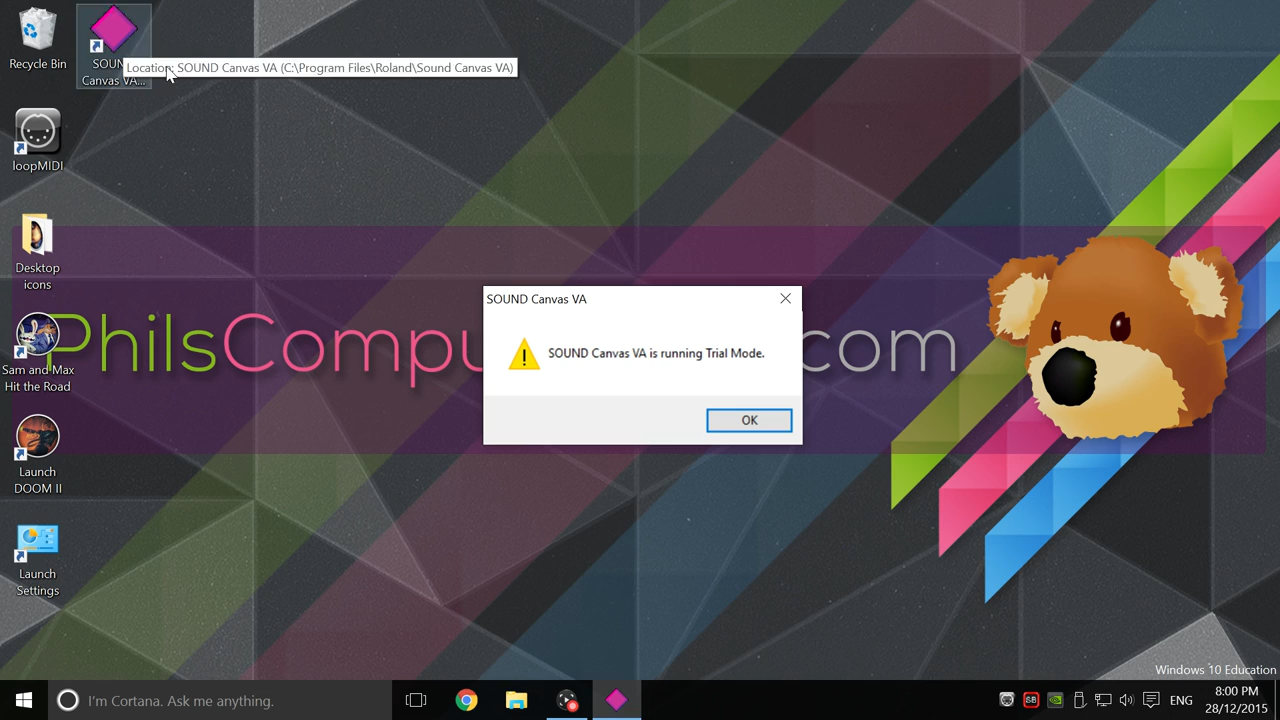 Recycle Bin
SOUN
Canvas VA...
Location: SOUND Canvas VA (C:\Program Files\Roland\Sound Canvas VA)
loopMIDI
Desktop
icons
Sam and Max
Hit the Road
Launch
DOOM II
Launch
Settings
PhilsCompu
.com
SOUND Canvas VA
SOUND Canvas VA is running Trial Mode.
OK
Windows 10 Education
I'm Cortana. Ask me anything.
SB
ENG
8:00 PM
28/12/2015